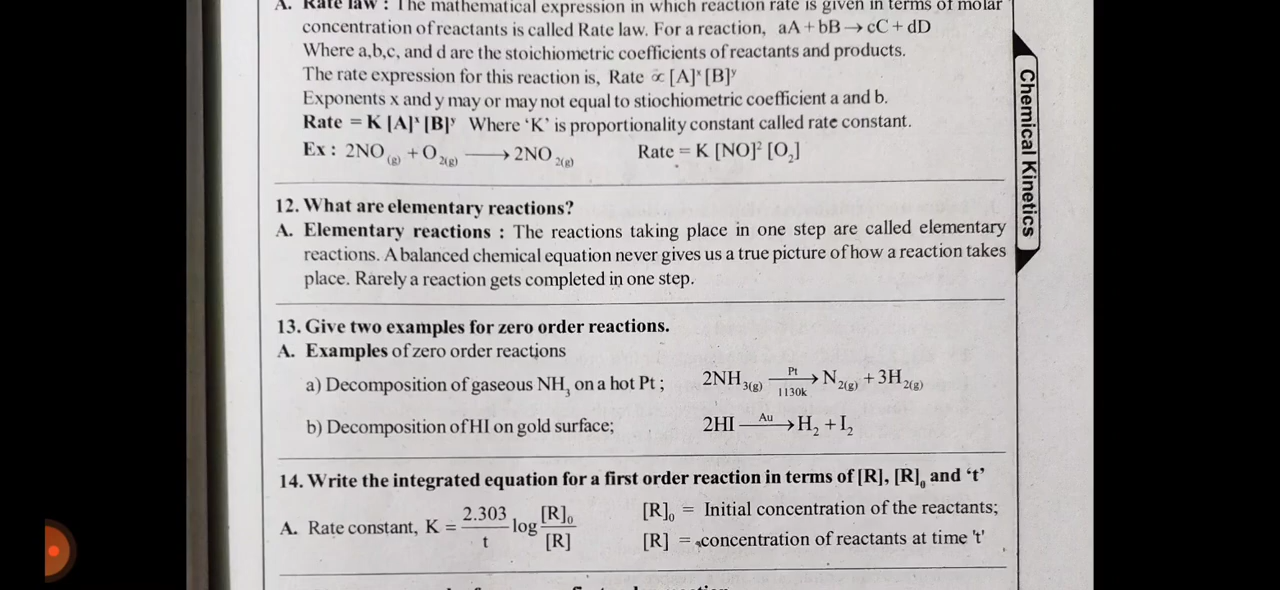 A. Rate law : The mathematical expression in which reaction rate is given in terms of molar
concentration of reactants is called Rate law. For a reaction, aA + bB → cC + dD
Where a,b,c, and d are the stoichiometric coefficients of reactants and products.
The rate expression for this reaction is, Rate ∝ [A]ˣ [B]ʸ
Exponents x and y may or may not equal to stiochiometric coefficient a and b.
Rate = K [A]ˣ [B]ʸ Where ‘K’ is proportionality constant called rate constant.
Ex : 2NO (g) + O 2(g) ⟶ 2NO 2(g) Rate = K [NO]² [O₂]
12. What are elementary reactions?
A. Elementary reactions : The reactions taking place in one step are called elementary
reactions. A balanced chemical equation never gives us a true picture of how a reaction takes
place. Rarely a reaction gets completed in one step.
13. Give two examples for zero order reactions.
A. Examples of zero order reactions
a) Decomposition of gaseous NH₃ on a hot Pt ; 2NH 3(g) Pt → 1130k N 2(g) + 3H 2(g)
b) Decomposition of HI on gold surface; 2HI Au → H₂ + I₂
14. Write the integrated equation for a first order reaction in terms of [R], [R]₀ and ‘t’
A. Rate constant, K = 2.303/t log [R]₀/[R] [R]₀ = Initial concentration of the reactants;
[R] = concentration of reactants at time 't'
Chemical Kinetics